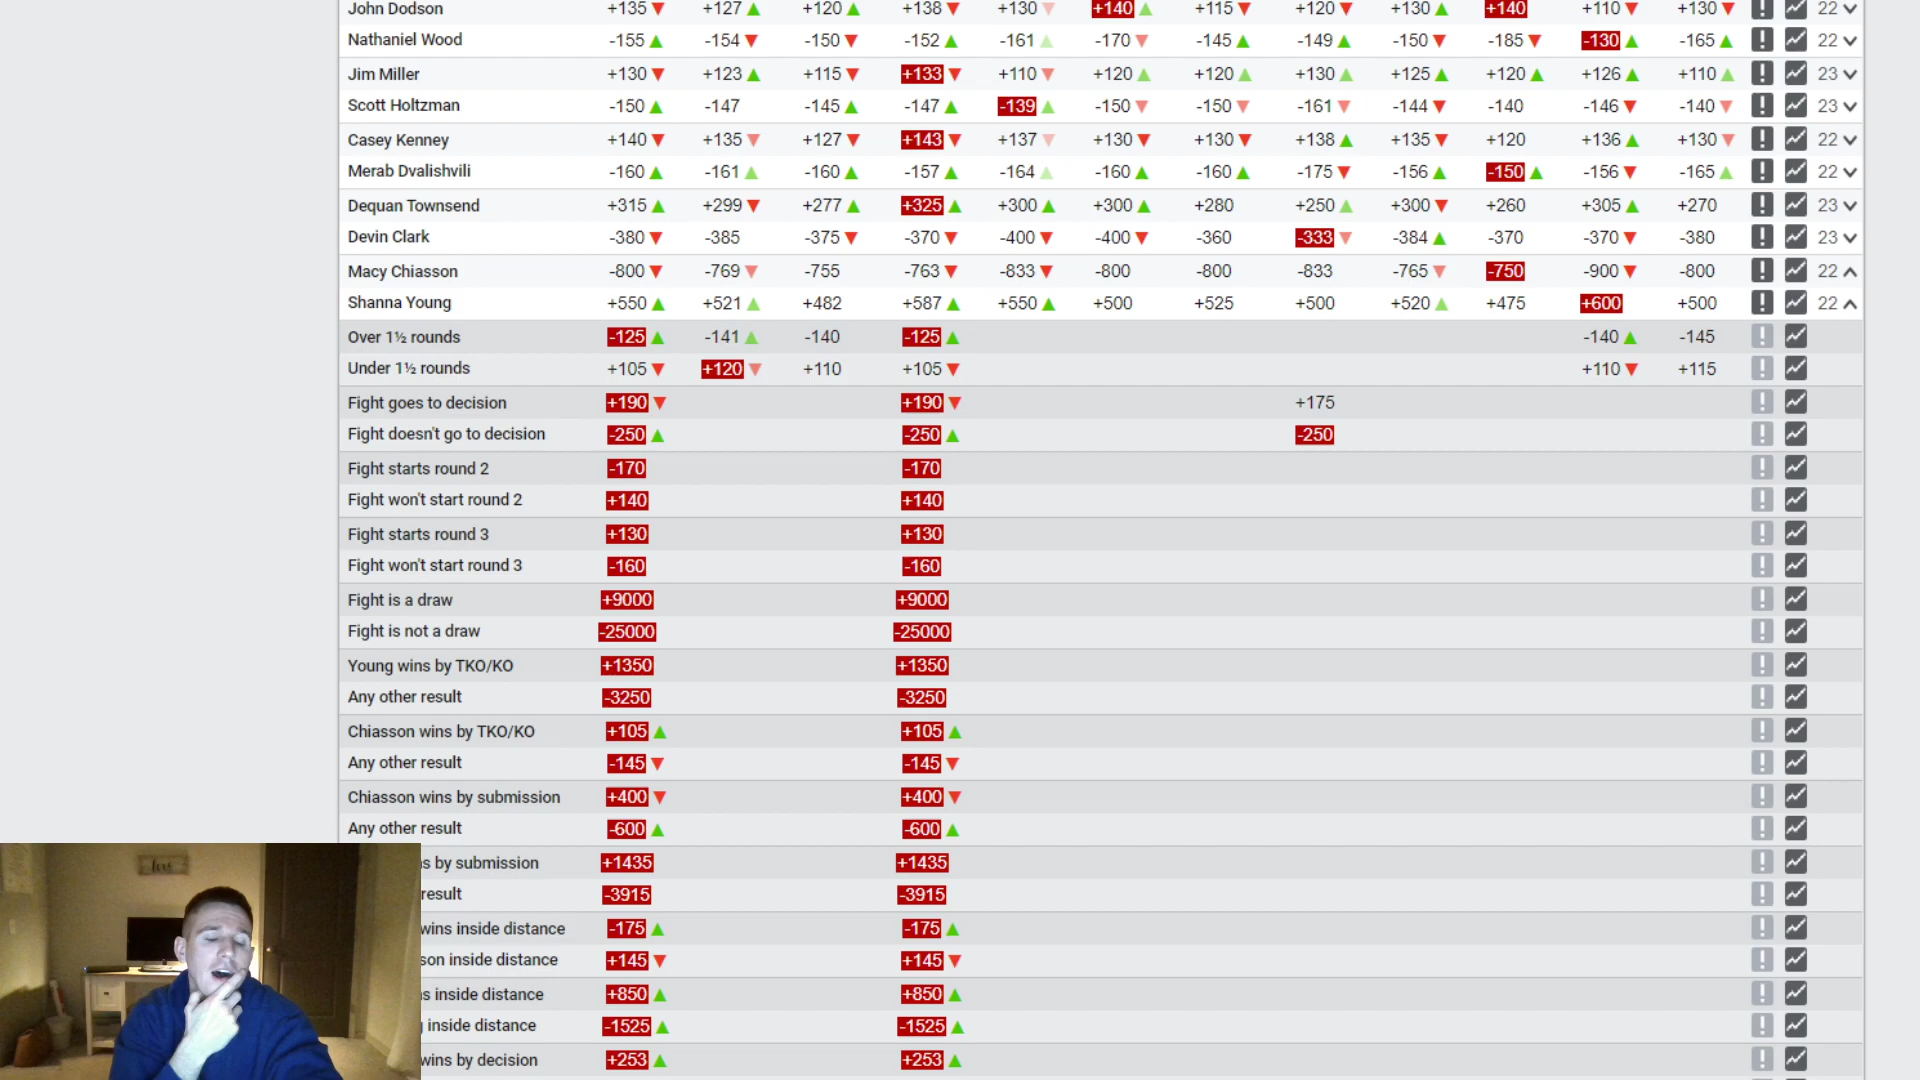 John Dodson +135 +127 +120 +138 +130 +140 +115 +120 +130 +140 +110 +130 22
Nathaniel Wood -155 -154 -150 -152 -161 -170 -145 -149 -150 -185 -130 -165 22
Jim Miller +130 +123 +115 +133 +110 +120 +120 +130 +125 +120 +126 +110 23
Scott Holtzman -150 -147 -145 -147 -139 -150 -150 -161 -144 -140 -146 -140 23
Casey Kenney +140 +135 +127 +143 +137 +130 +130 +138 +135 +120 +136 +130 22
Merab Dvalishvili -160 -161 -160 -157 -164 -160 -160 -175 -156 -150 -156 -165 22
Dequan Townsend +315 +299 +277 +325 +300 +300 +280 +250 +300 +260 +305 +270 23
Devin Clark -380 -385 -375 -370 -400 -400 -360 -333 -384 -370 -370 -380 23
Macy Chiasson -800 -769 -755 -763 -833 -800 -800 -833 -765 -750 -900 -800 22
Shanna Young +550 +521 +482 +587 +550 +500 +525 +500 +520 +475 +600 +500 22
Over 1½ rounds -125 -141 -140 -125 -140 -145
Under 1½ rounds +105 +120 +110 +105 +110 +115
Fight goes to decision +190 +190 +175
Fight doesn't go to decision -250 -250 -250
Fight starts round 2 -170 -170
Fight won't start round 2 +140 +140
Fight starts round 3 +130 +130
Fight won't start round 3 -160 -160
Fight is a draw +9000 +9000
Fight is not a draw -25000 -25000
Young wins by TKO/KO +1350 +1350
Any other result -3250 -3250
Chiasson wins by TKO/KO +105 +105
Any other result -145 -145
Chiasson wins by submission +400 +400
Any other result -600 -600
by submission +1435 +1435
result -3915 -3915
wins inside distance -175 -175
son inside distance +145 +145
inside distance +850 +850
inside distance -1525 -1525
wins by decision +253 +253